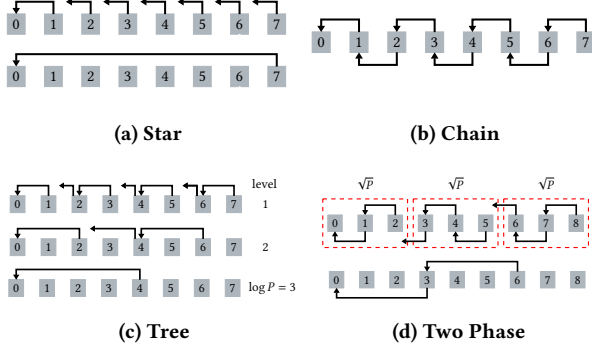 0 1 2 3 4 5 6 7
0 1 2 3 4 5 6 7
(a) Star
0 1 2 3 4 5 6 7
(b) Chain
level
0 1 2 3 4 5 6 7 1
0 1 2 3 4 5 6 7 2
0 1 2 3 4 5 6 7 log P = 3
(c) Tree
√P √P √P
0 1 2 3 4 5 6 7 8
0 1 2 3 4 5 6 7 8
(d) Two Phase